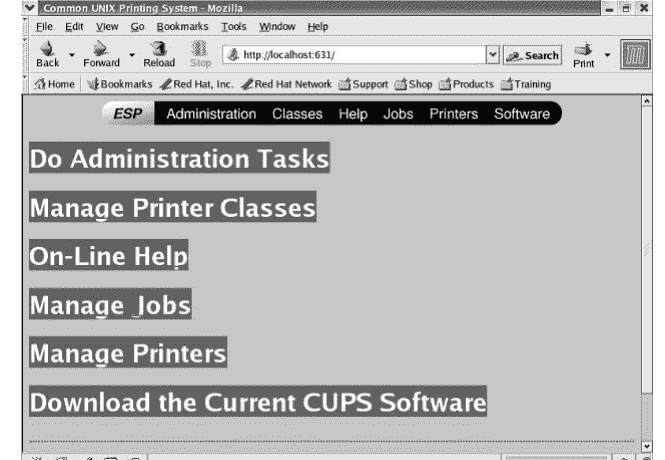 Common UNIX Printing System - Mozilla
File Edit View Go Bookmarks Tools Window Help
Back Forward Reload Stop http://localhost:631/ Search Print
Home Bookmarks Red Hat, Inc. Red Hat Network Support Shop Products Training
ESP Administration Classes Help Jobs Printers Software
Do Administration Tasks
Manage Printer Classes
On-Line Help
Manage Jobs
Manage Printers
Download the Current CUPS Software